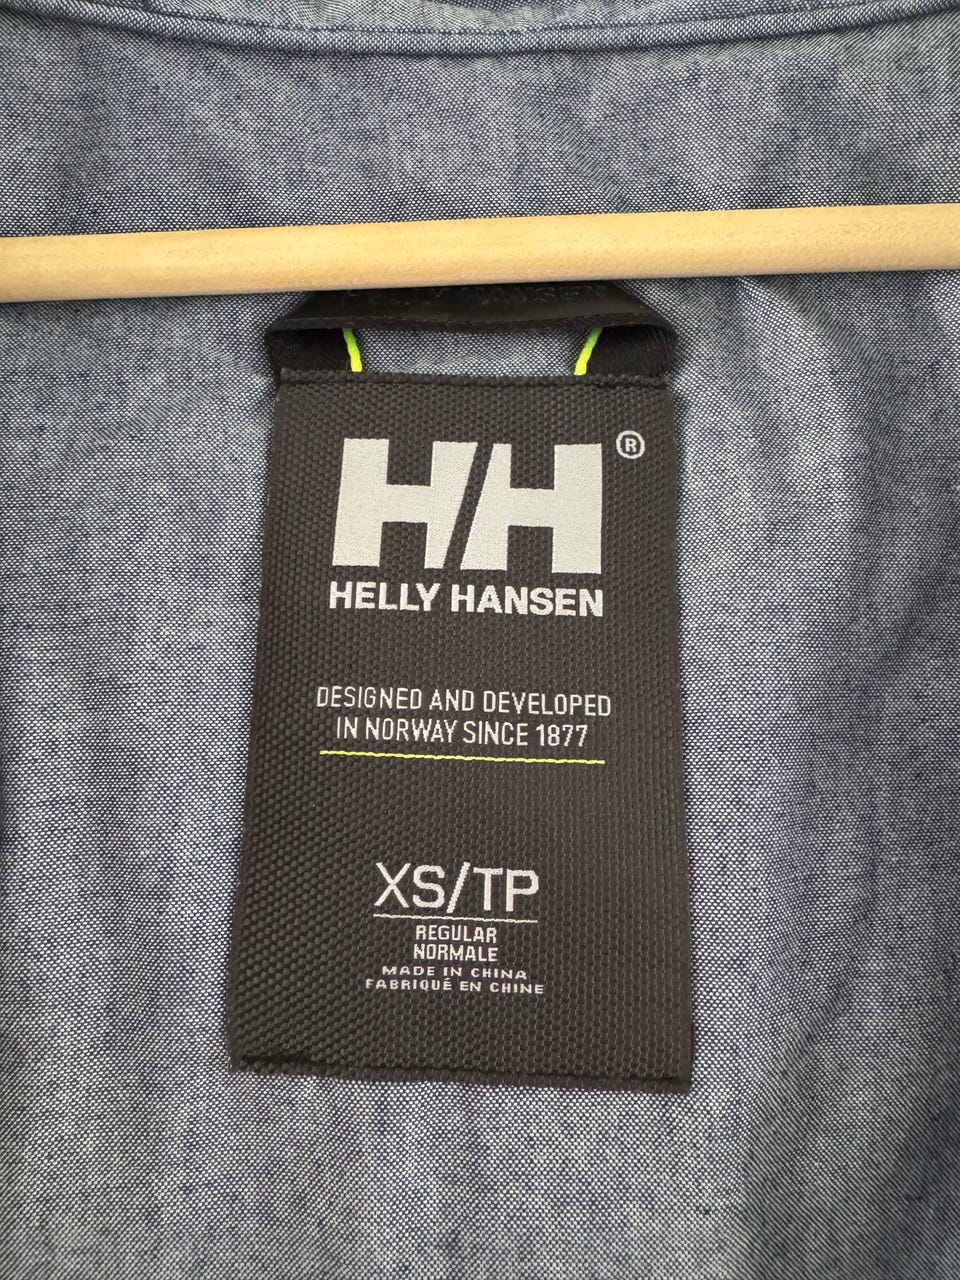 HH®
HELLY HANSEN
DESIGNED AND DEVELOPED
IN NORWAY SINCE 1877
XS/TP
REGULAR
NORMALE
MADE IN CHINA
FABRIQUÉ EN CHINE